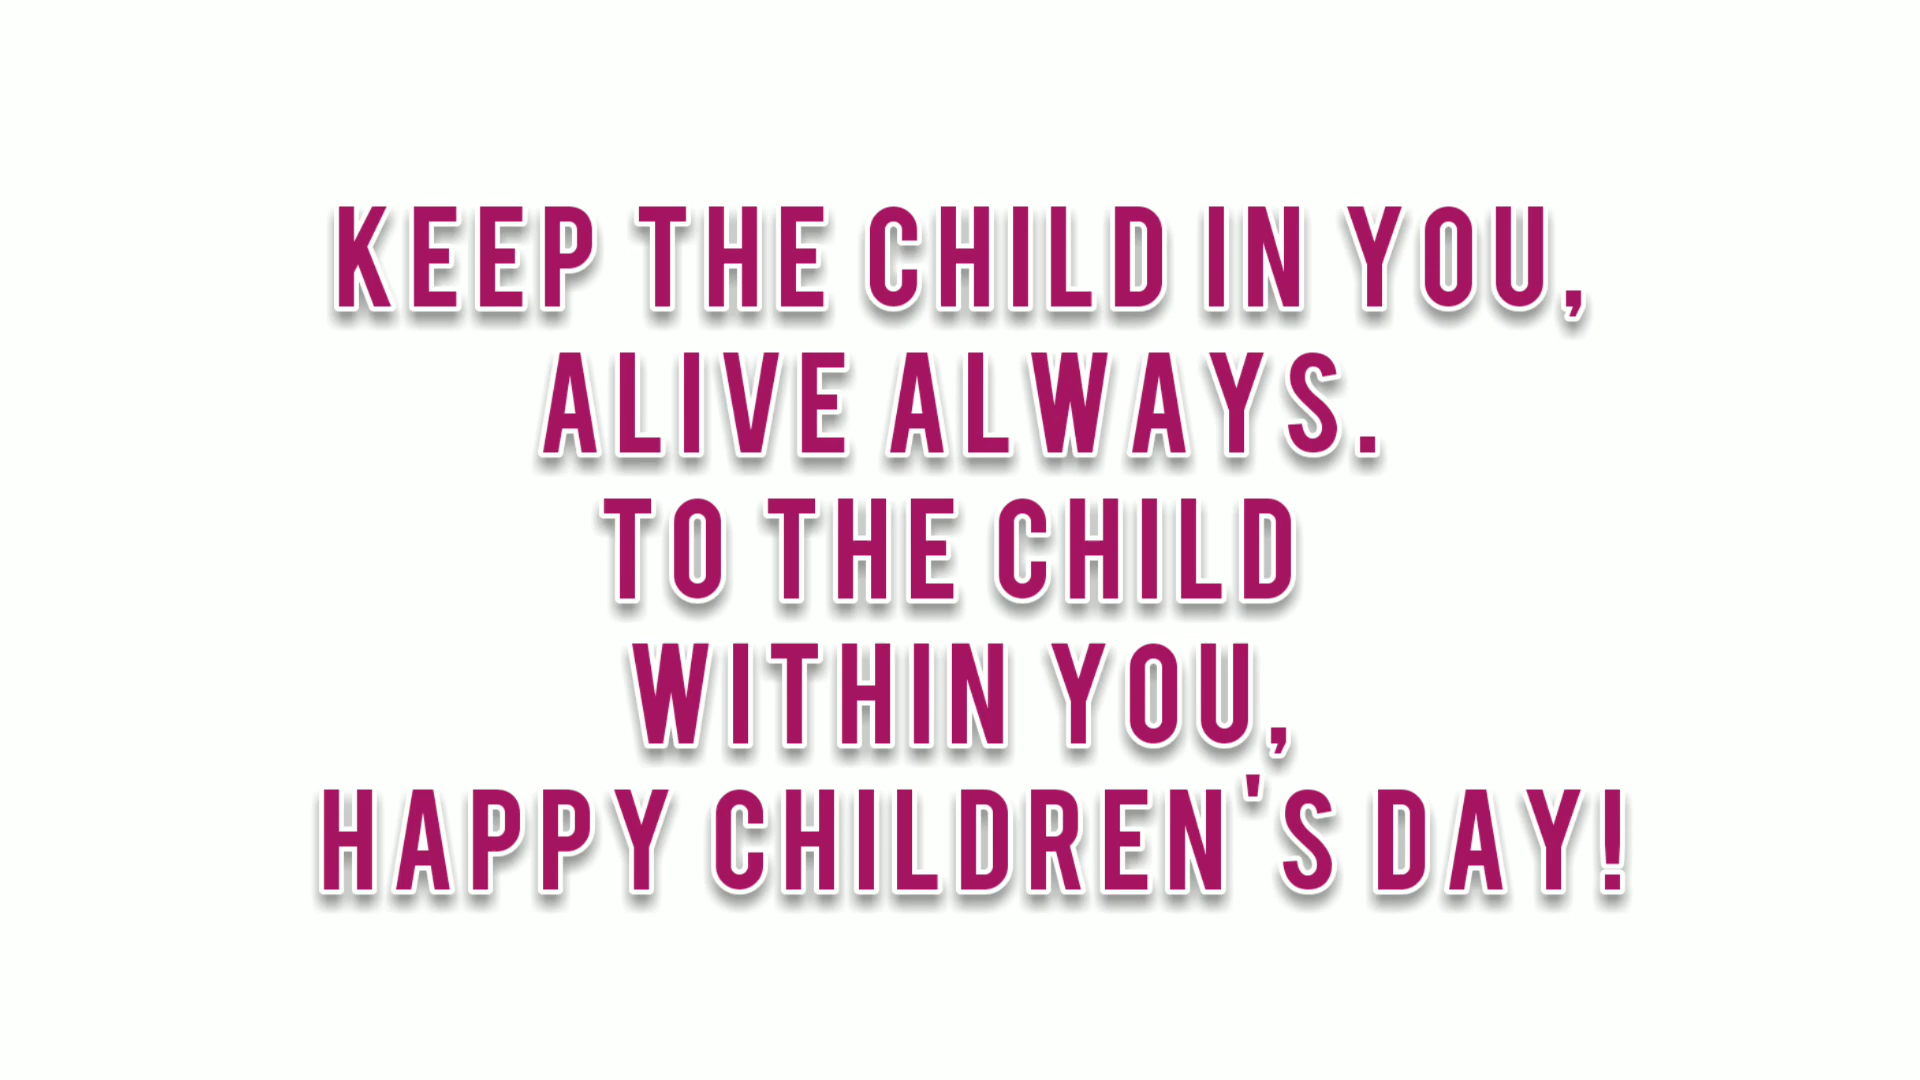 KEEP THE CHILD IN YOU,
ALIVE ALWAYS.
TO THE CHILD
WITHIN YOU,
HAPPY CHILDREN'S DAY!